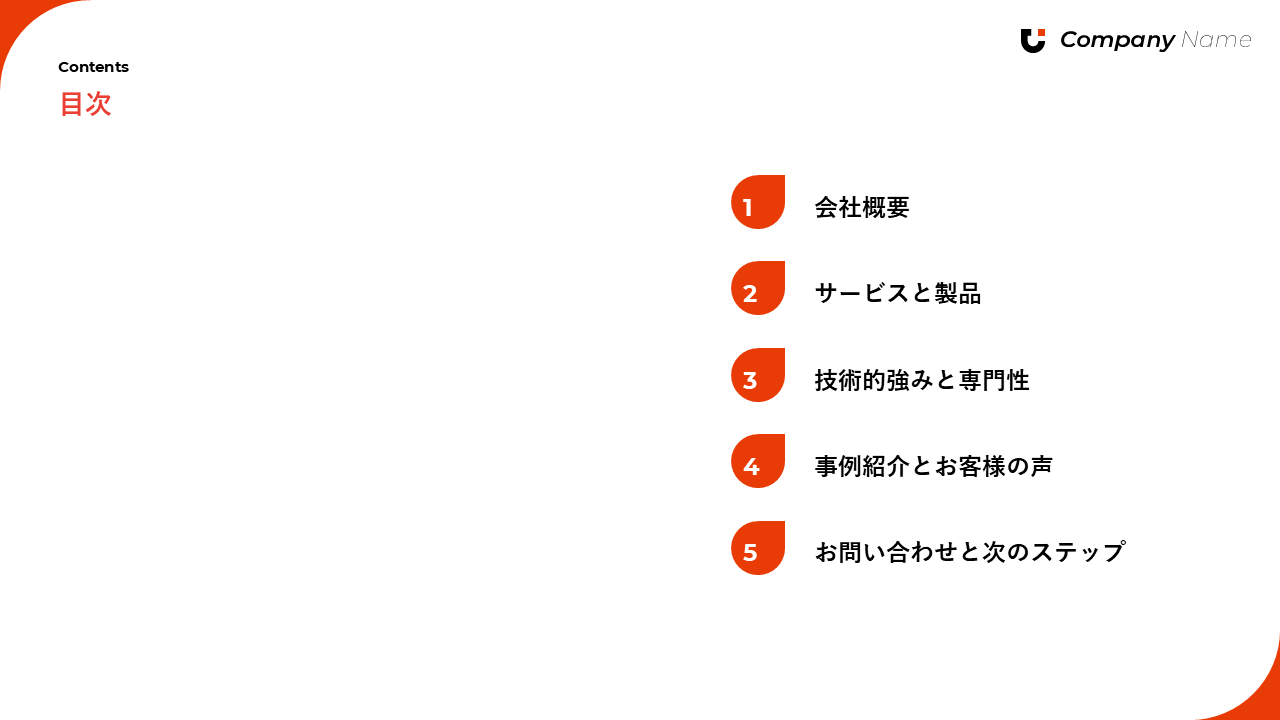 Company Name
Contents
目次
1 会社概要
2 サービスと製品
3 技術的強みと専門性
4 事例紹介とお客様の声
5 お問い合わせと次のステップ